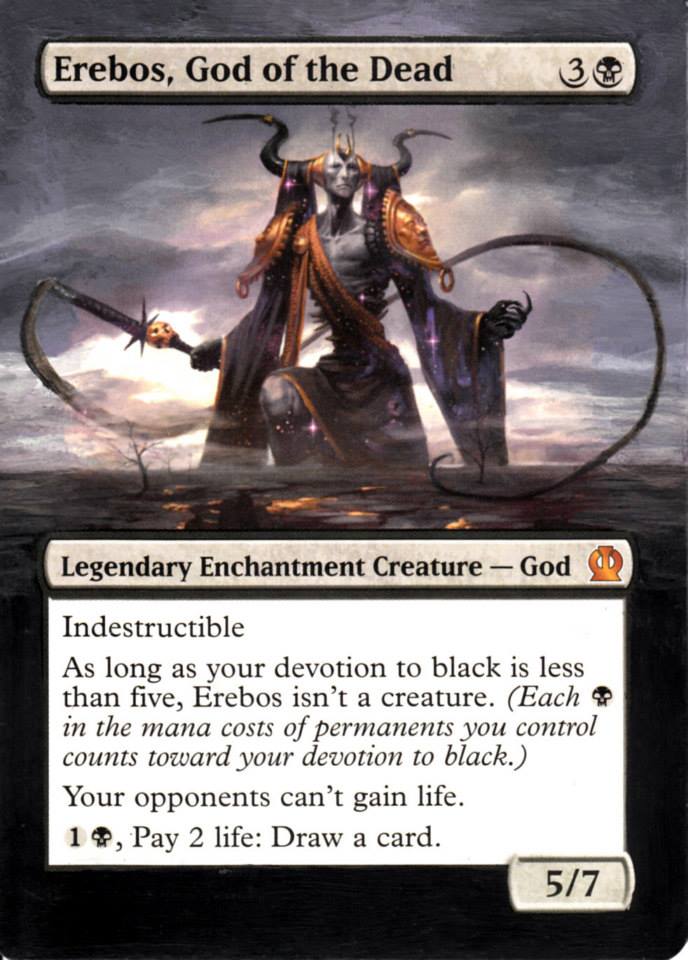 Erebos, God of the Dead 3
Legendary Enchantment Creature — God
Indestructible
As long as your devotion to black is less
than five, Erebos isn't a creature. (Each
in the mana costs of permanents you control
counts toward your devotion to black.)
Your opponents can't gain life.
1 , Pay 2 life: Draw a card.
5/7